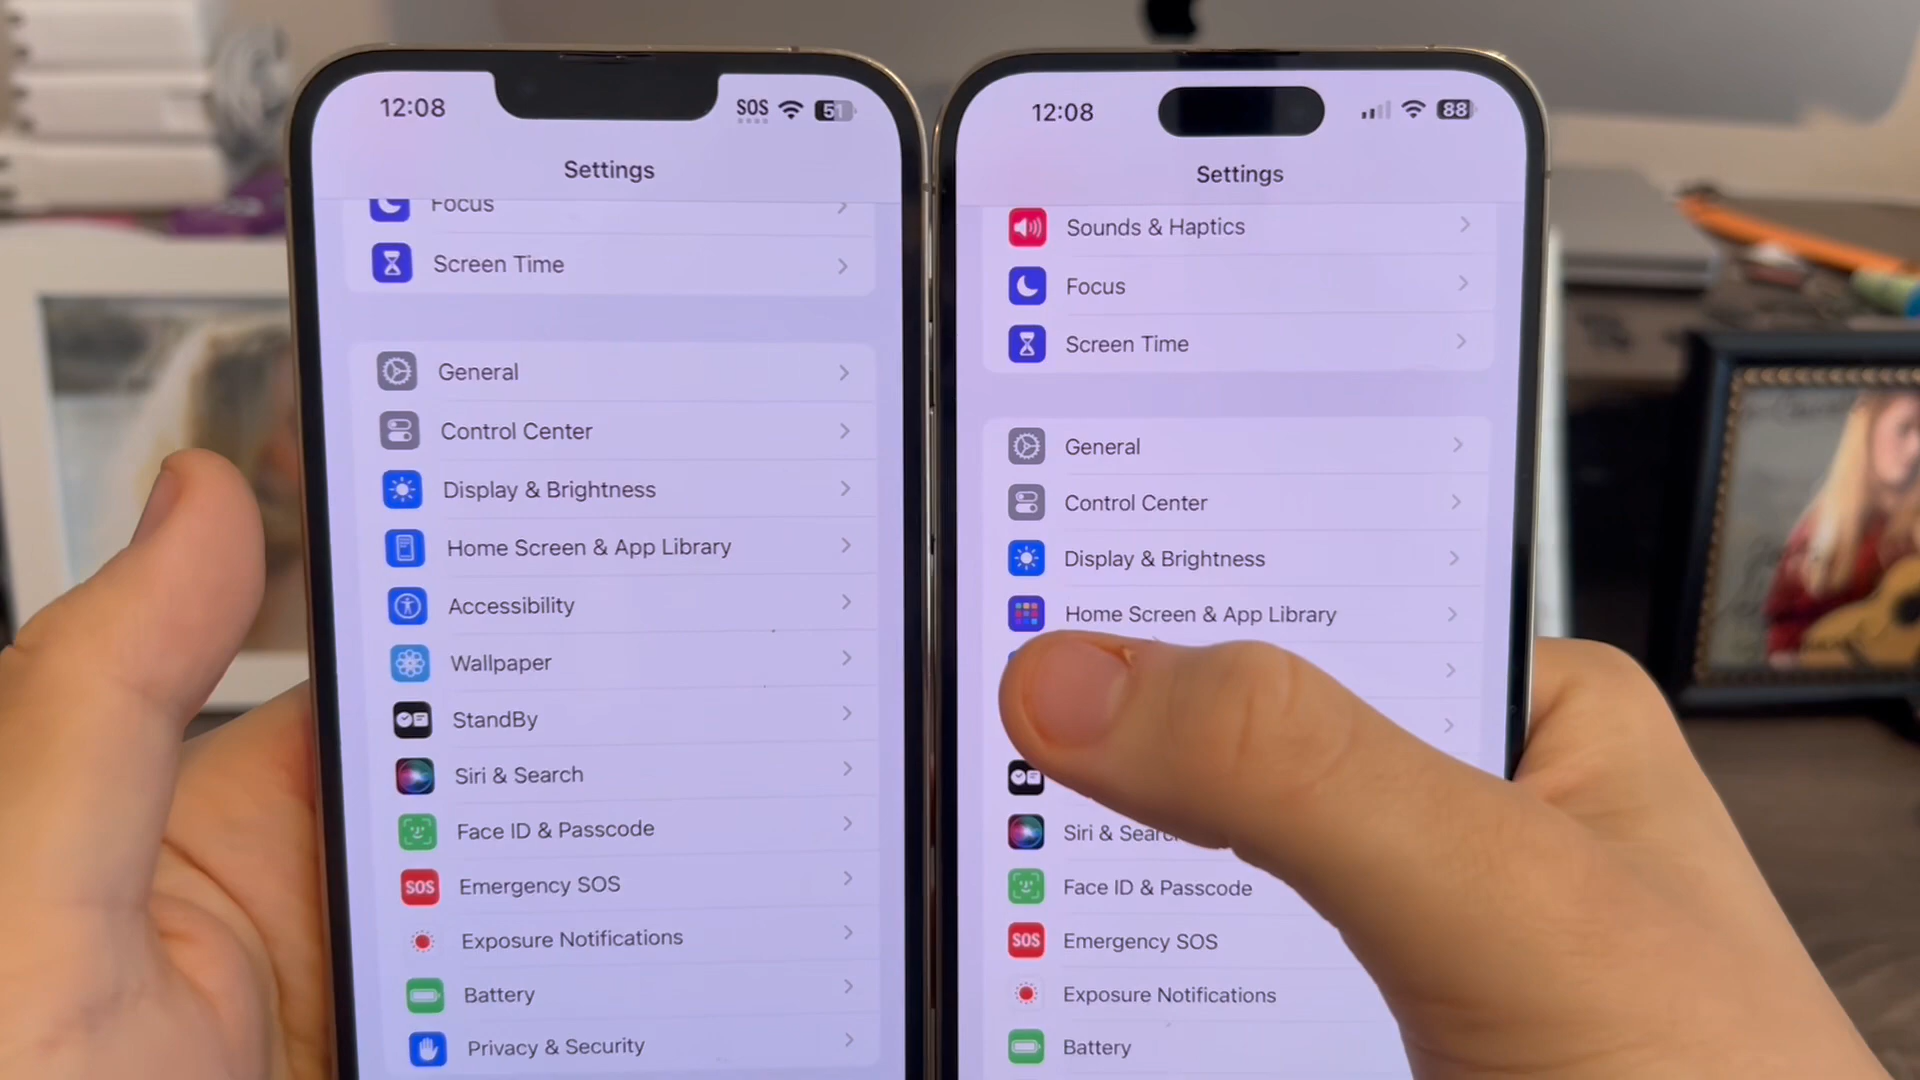 12:08
SOS
51
Settings
Focus
Screen Time
General
Control Center
Display & Brightness
Home Screen & App Library
Accessibility
Wallpaper
StandBy
Siri & Search
Face ID & Passcode
SOS
Emergency SOS
Exposure Notifications
Battery
Privacy & Security
12:08
88
Settings
Sounds & Haptics
Focus
Screen Time
General
Control Center
Display & Brightness
Home Screen & App Library
Siri &
Face ID & Passcode
SOS
Emergency SOS
Exposure Notifications
Battery